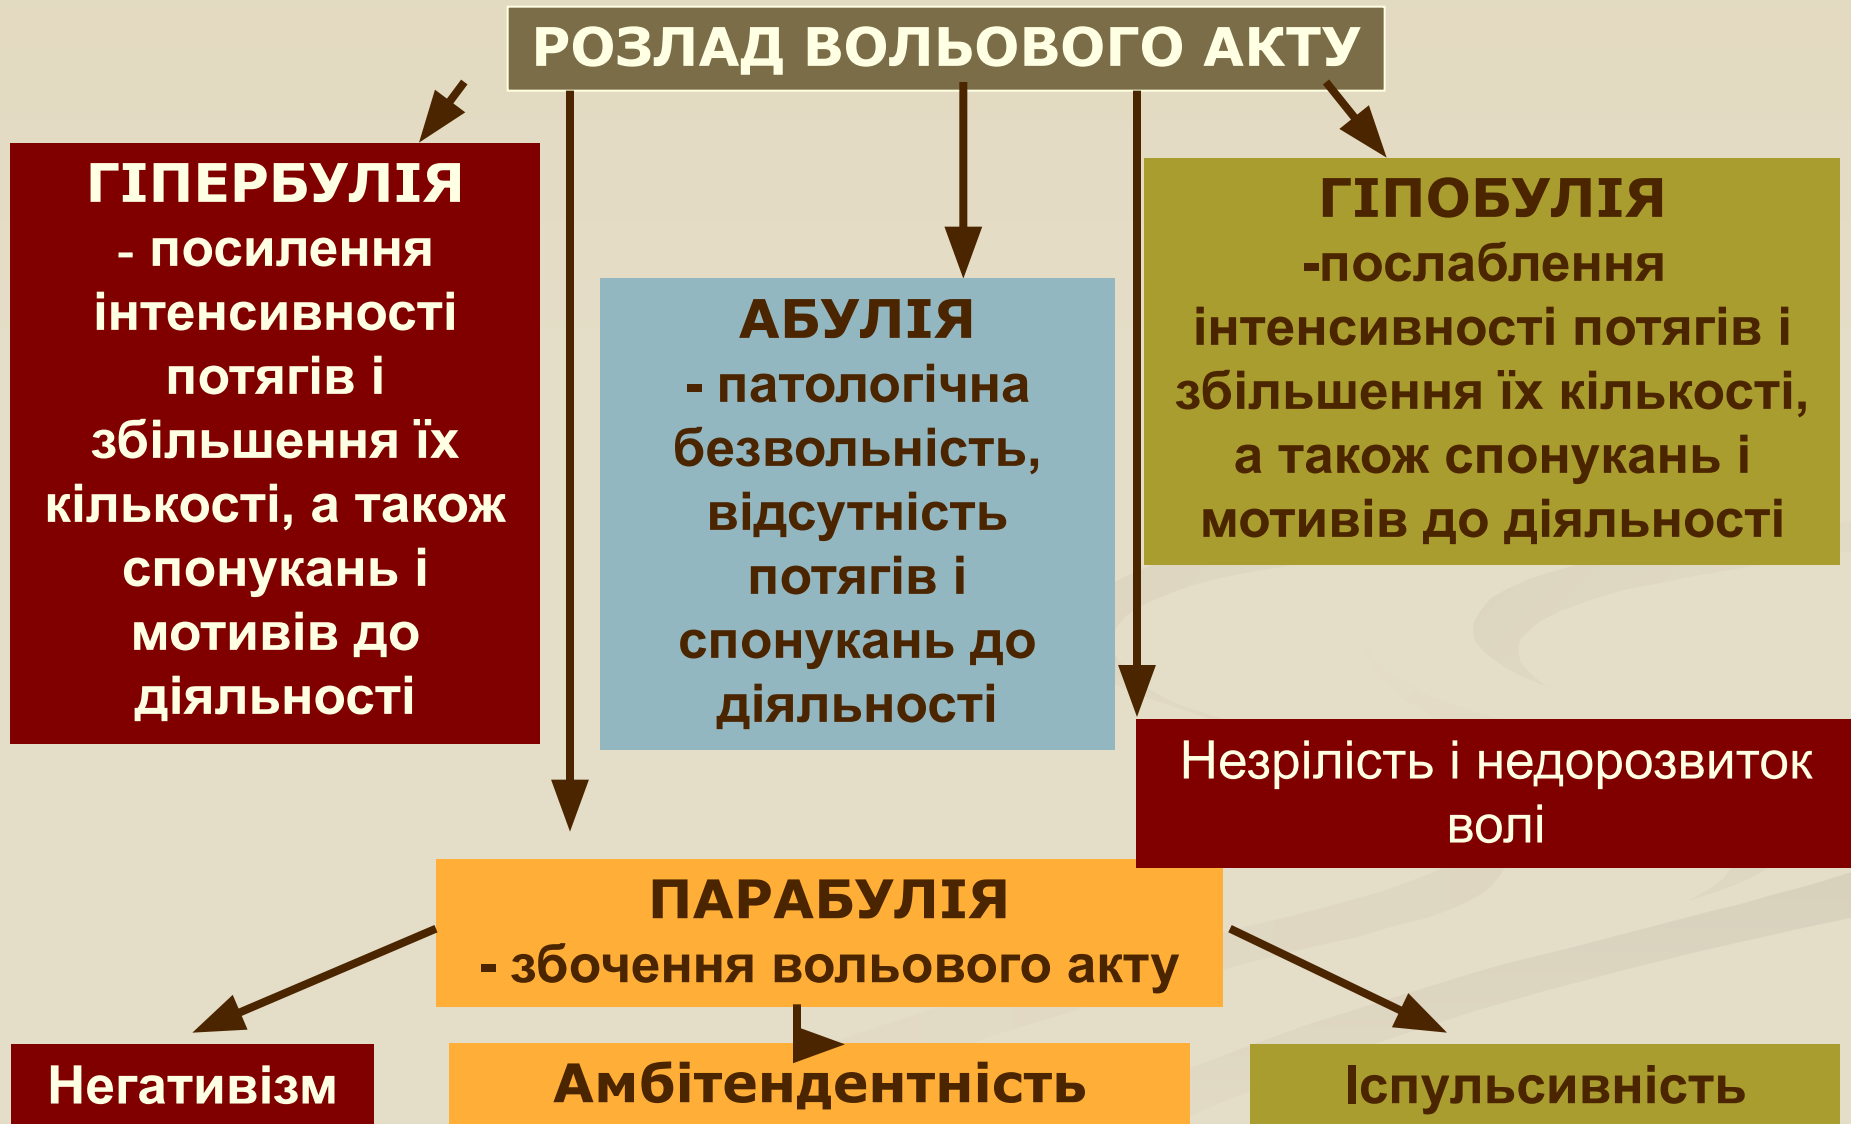 РОЗЛАД ВОЛЬОВОГО АКТУ
ГІПЕРБУЛІЯ
- посилення
інтенсивності
потягів і
збільшення їх
кількості, а також
спонукань і
мотивів до
діяльності
АБУЛІЯ
- патологічна
безвольність,
відсутність
потягів і
спонукань до
діяльності
ГІПОБУЛІЯ
-послаблення
інтенсивності потягів і
збільшення їх кількості,
а також спонукань і
мотивів до діяльності
Незрілість і недорозвиток
волі
ПАРАБУЛІЯ
- збочення вольового акту
Негативізм
Амбітендентність
Іспульсивність